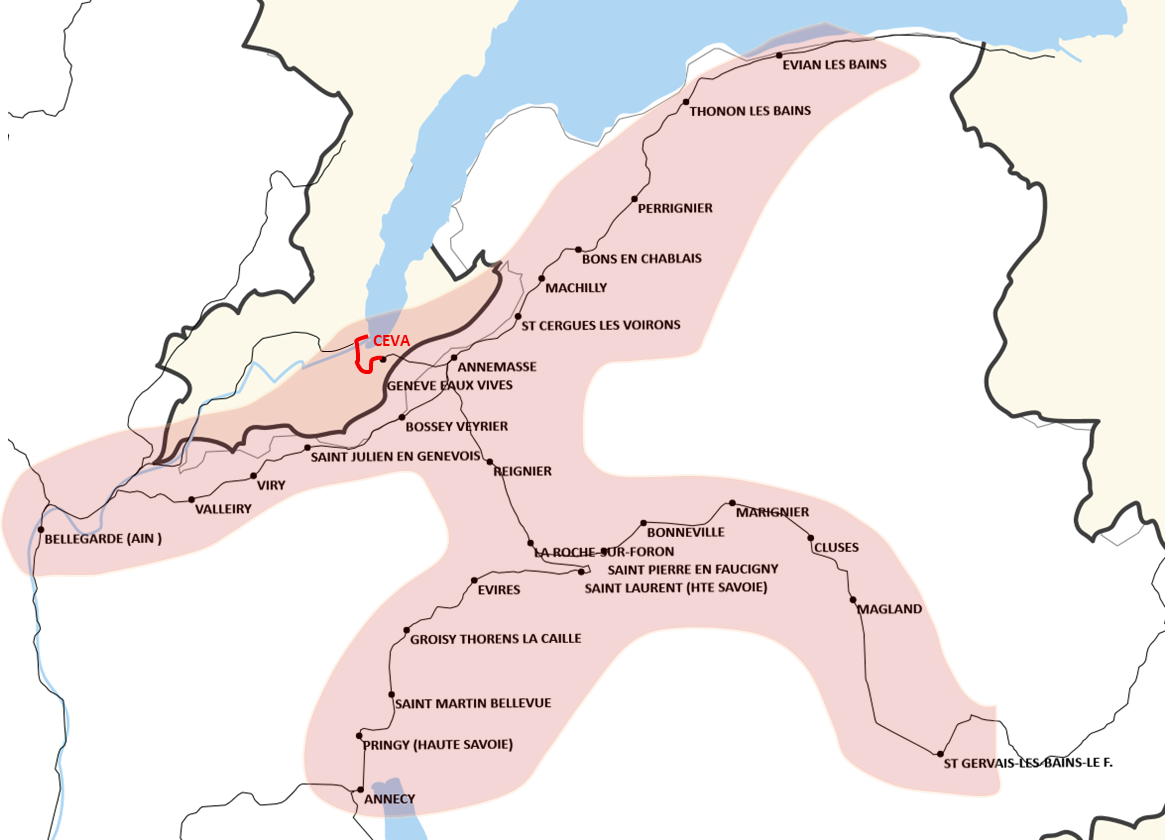 EVIAN LES BAINS
THONON LES BAINS
PERRIGNIER
BONS EN CHABLAIS
MACHILLY
ST CERGUES LES VOIRONS
CEVA
ANNEMASSE
GENEVE EAUX VIVES
BOSSEY VEYRIER
SAINT JULIEN EN GENEVOIS
REIGNIER
VIRY
VALLEIRY
MARIGNIER
BONNEVILLE
BELLEGARDE (AIN )
CLUSES
LA ROCHE SUR-FORON
SAINT PIERRE EN FAUCIGNY
SAINT LAURENT (HTE SAVOIE)
EVIRES
MAGLAND
GROISY THORENS LA CAILLE
SAINT MARTIN BELLEVUE
PRINGY (HAUTE SAVOIE)
ST GERVAIS-LES-BAINS-LE F.
ANNECY